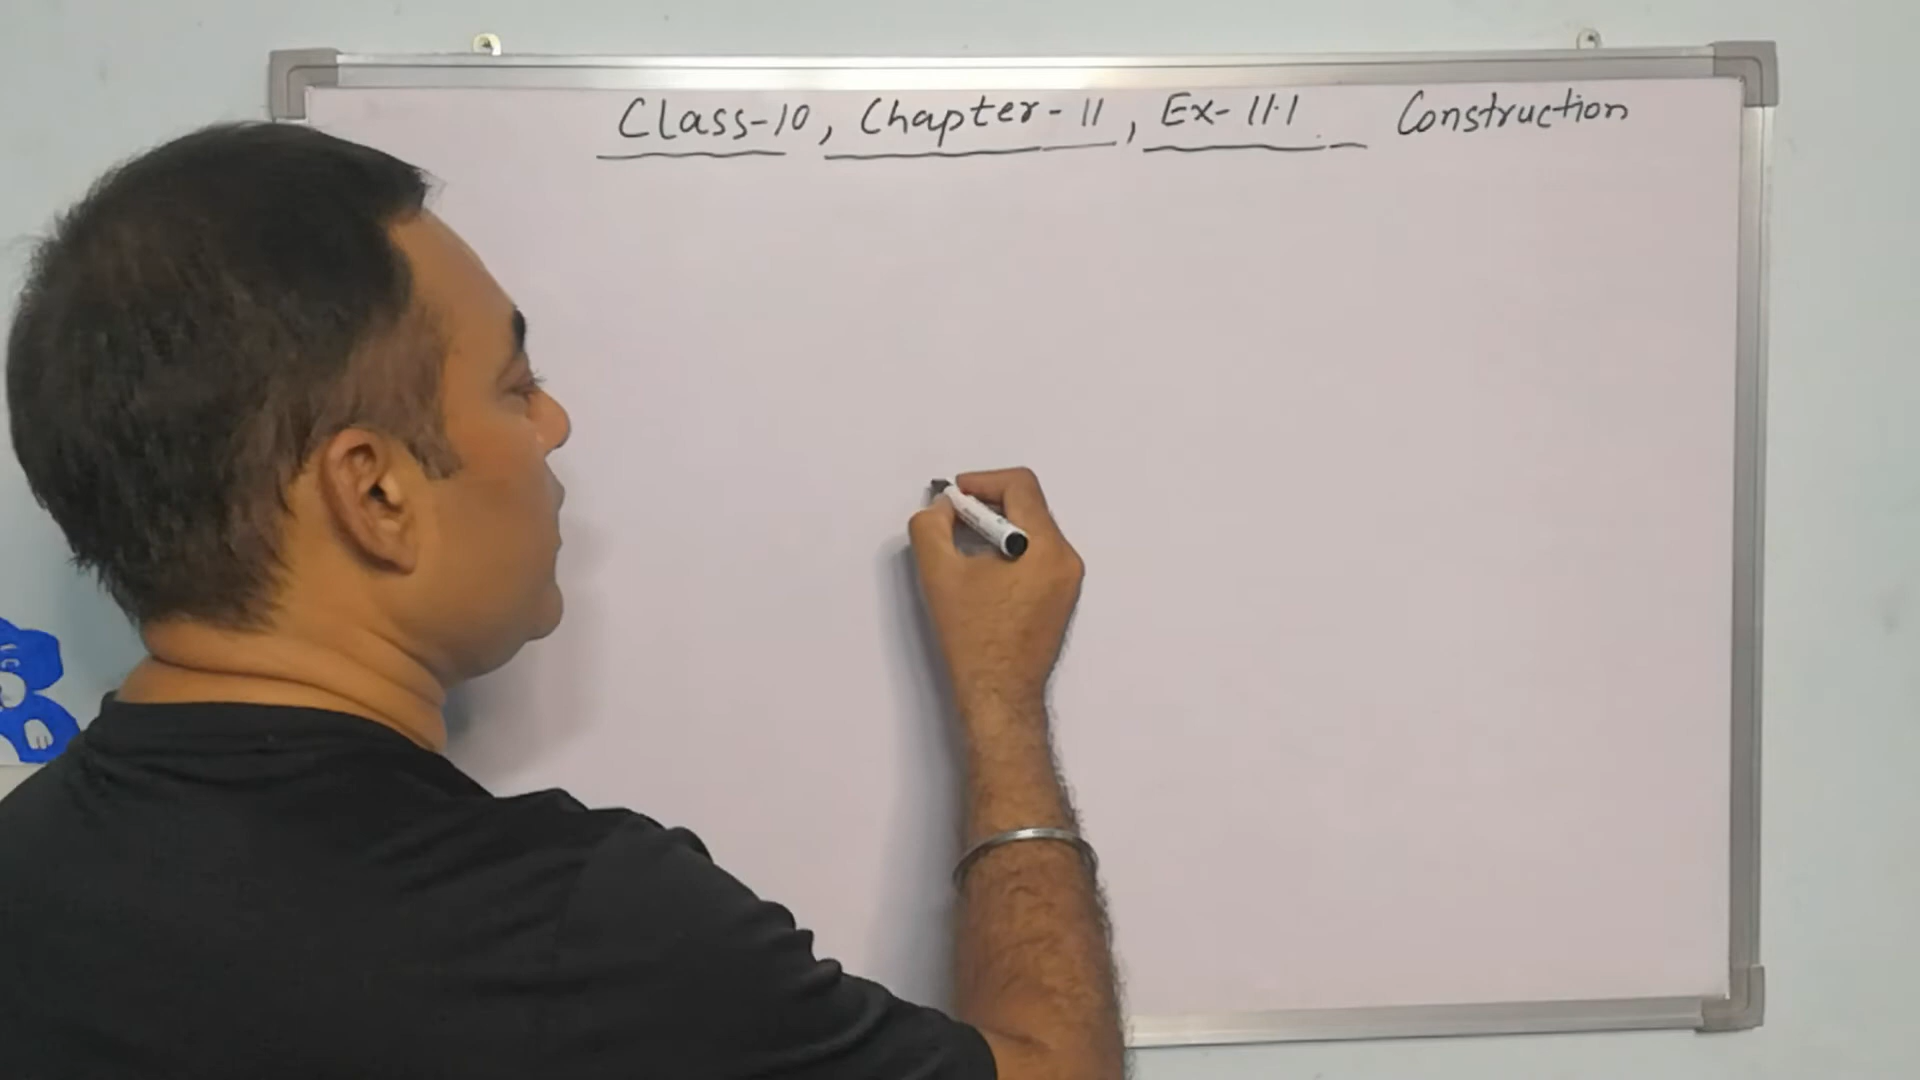 Class-10, Chapter-11, Ex-11.1 Construction